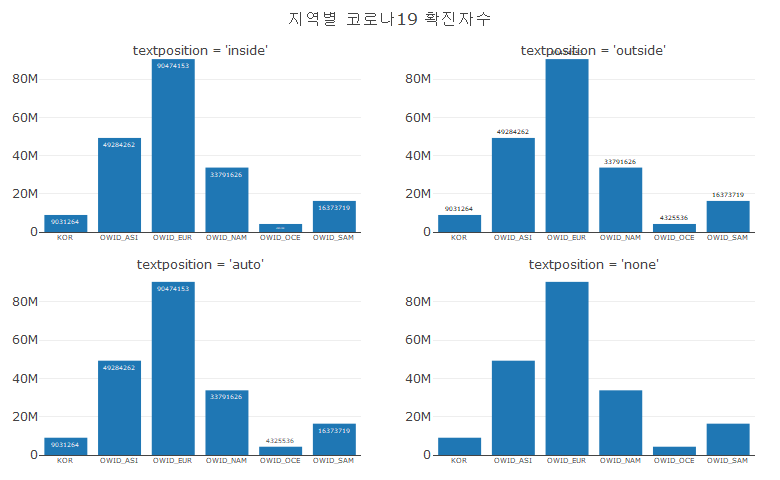 지역별 코로나19 확진자수
textposition = 'inside'
80M
60M
40M
20M
0
9031264
49284262
90474153
33791626
16373719
KOR OWID_ASI OWID_EUR OWID_NAM OWID_OCE OWID_SAM
textposition = 'outside'
80M
60M
40M
20M
0
9031264
49284262
33791626
4325536
16373719
KOR OWID_ASI OWID_EUR OWID_NAM OWID_OCE OWID_SAM
textposition = 'auto'
80M
60M
40M
20M
0
9031264
49284262
90474153
33791626
4325536
16373719
KOR OWID_ASI OWID_EUR OWID_NAM OWID_OCE OWID_SAM
textposition = 'none'
80M
60M
40M
20M
0
KOR OWID_ASI OWID_EUR OWID_NAM OWID_OCE OWID_SAM